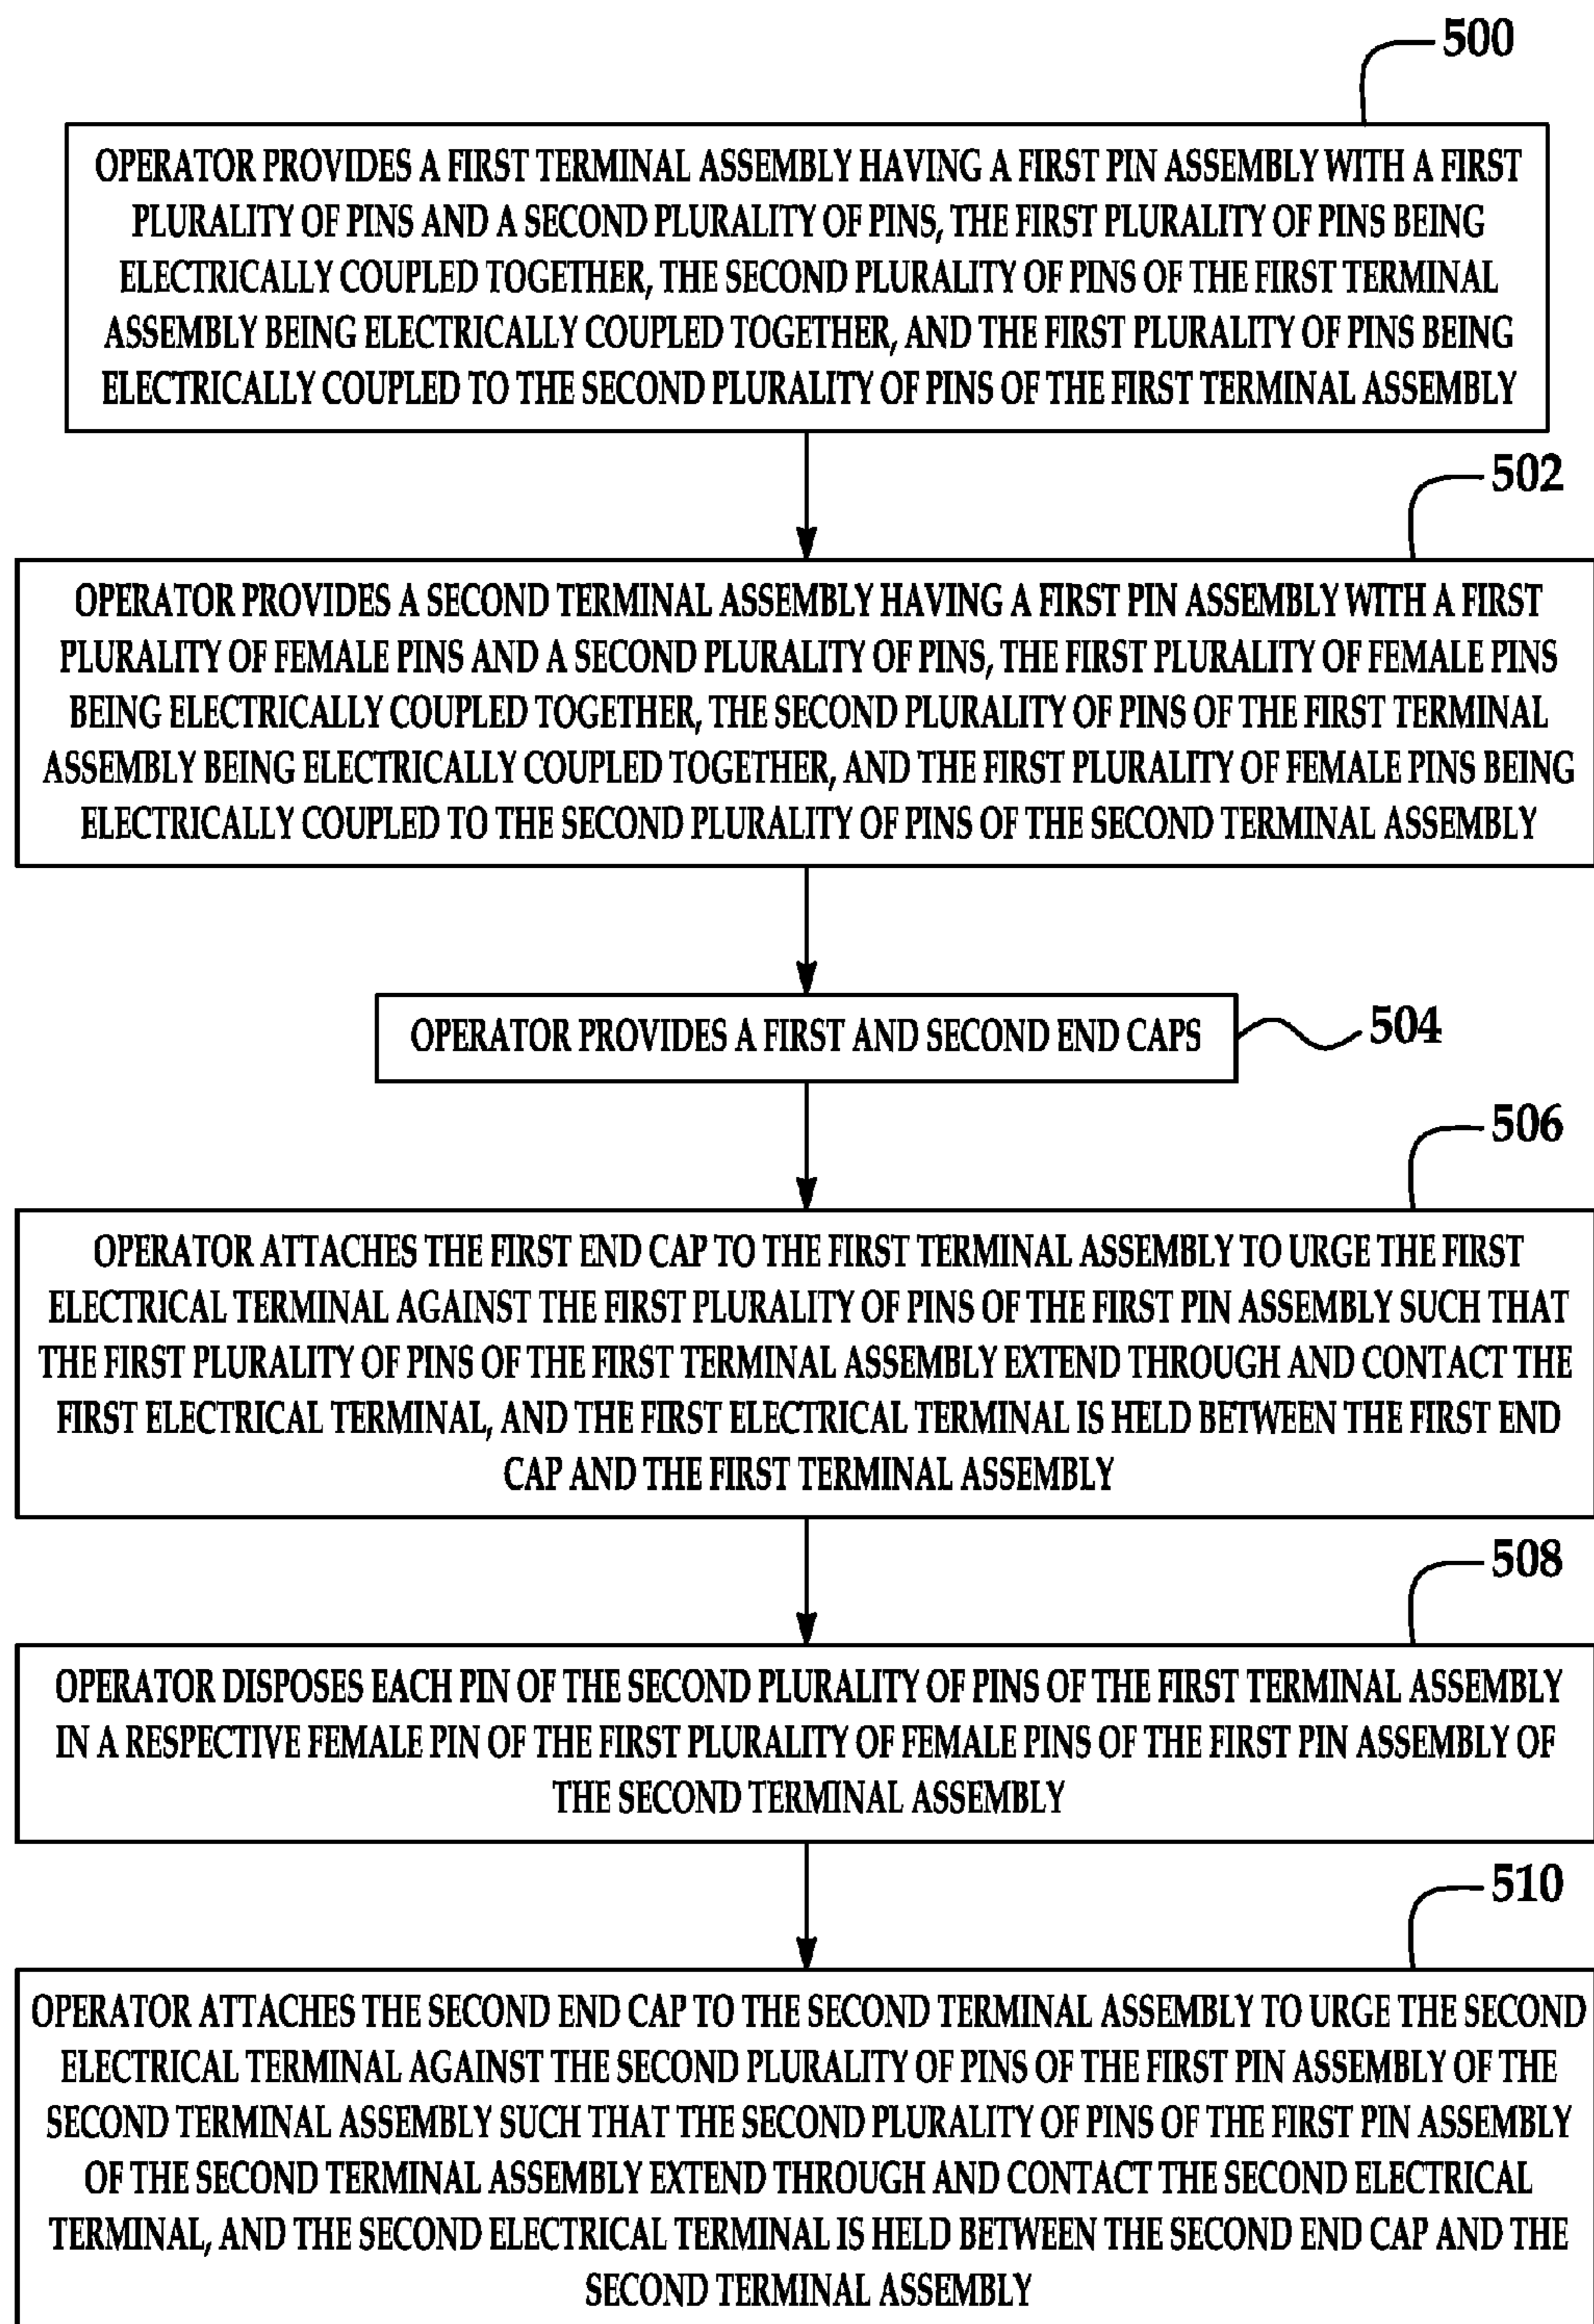 500
OPERATOR PROVIDES A FIRST TERMINAL ASSEMBLY HAVING A FIRST PIN ASSEMBLY WITH A FIRST
PLURALITY OF PINS AND A SECOND PLURALITY OF PINS, THE FIRST PLURALITY OF PINS BEING
ELECTRICALLY COUPLED TOGETHER, THE SECOND PLURALITY OF PINS OF THE FIRST TERMINAL
ASSEMBLY BEING ELECTRICALLY COUPLED TOGETHER, AND THE FIRST PLURALITY OF PINS BEING
ELECTRICALLY COUPLED TO THE SECOND PLURALITY OF PINS OF THE FIRST TERMINAL ASSEMBLY
502
OPERATOR PROVIDES A SECOND TERMINAL ASSEMBLY HAVING A FIRST PIN ASSEMBLY WITH A FIRST
PLURALITY OF FEMALE PINS AND A SECOND PLURALITY OF PINS, THE FIRST PLURALITY OF FEMALE PINS
BEING ELECTRICALLY COUPLED TOGETHER, THE SECOND PLURALITY OF PINS OF THE FIRST TERMINAL
ASSEMBLY BEING ELECTRICALLY COUPLED TOGETHER, AND THE FIRST PLURALITY OF FEMALE PINS BEING
ELECTRICALLY COUPLED TO THE SECOND PLURALITY OF PINS OF THE SECOND TERMINAL ASSEMBLY
OPERATOR PROVIDES A FIRST AND SECOND END CAPS
504
506
OPERATOR ATTACHES THE FIRST END CAP TO THE FIRST TERMINAL ASSEMBLY TO URGE THE FIRST
ELECTRICAL TERMINAL AGAINST THE FIRST PLURALITY OF PINS OF THE FIRST PIN ASSEMBLY SUCH THAT
THE FIRST PLURALITY OF PINS OF THE FIRST TERMINAL ASSEMBLY EXTEND THROUGH AND CONTACT THE
FIRST ELECTRICAL TERMINAL, AND THE FIRST ELECTRICAL TERMINAL IS HELD BETWEEN THE FIRST END
CAP AND THE FIRST TERMINAL ASSEMBLY
508
OPERATOR DISPOSES EACH PIN OF THE SECOND PLURALITY OF PINS OF THE FIRST TERMINAL ASSEMBLY
IN A RESPECTIVE FEMALE PIN OF THE FIRST PLURALITY OF FEMALE PINS OF THE FIRST PIN ASSEMBLY OF
THE SECOND TERMINAL ASSEMBLY
510
OPERATOR ATTACHES THE SECOND END CAP TO THE SECOND TERMINAL ASSEMBLY TO URGE THE SECOND
ELECTRICAL TERMINAL AGAINST THE SECOND PLURALITY OF PINS OF THE FIRST PIN ASSEMBLY OF THE
SECOND TERMINAL ASSEMBLY SUCH THAT THE SECOND PLURALITY OF PINS OF THE FIRST PIN ASSEMBLY
OF THE SECOND TERMINAL ASSEMBLY EXTEND THROUGH AND CONTACT THE SECOND ELECTRICAL
TERMINAL, AND THE SECOND ELECTRICAL TERMINAL IS HELD BETWEEN THE SECOND END CAP AND THE
SECOND TERMINAL ASSEMBLY